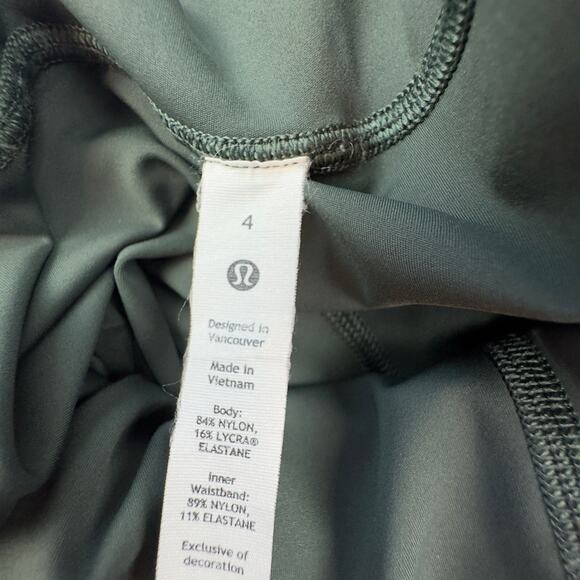 4
Designed in
Vancouver
Made in
Vietnam
Body:
84% NYLON,
16% LYCRA®
ELASTANE
Inner
Waistband:
89% NYLON,
11% ELASTANE
Exclusive of
decoration